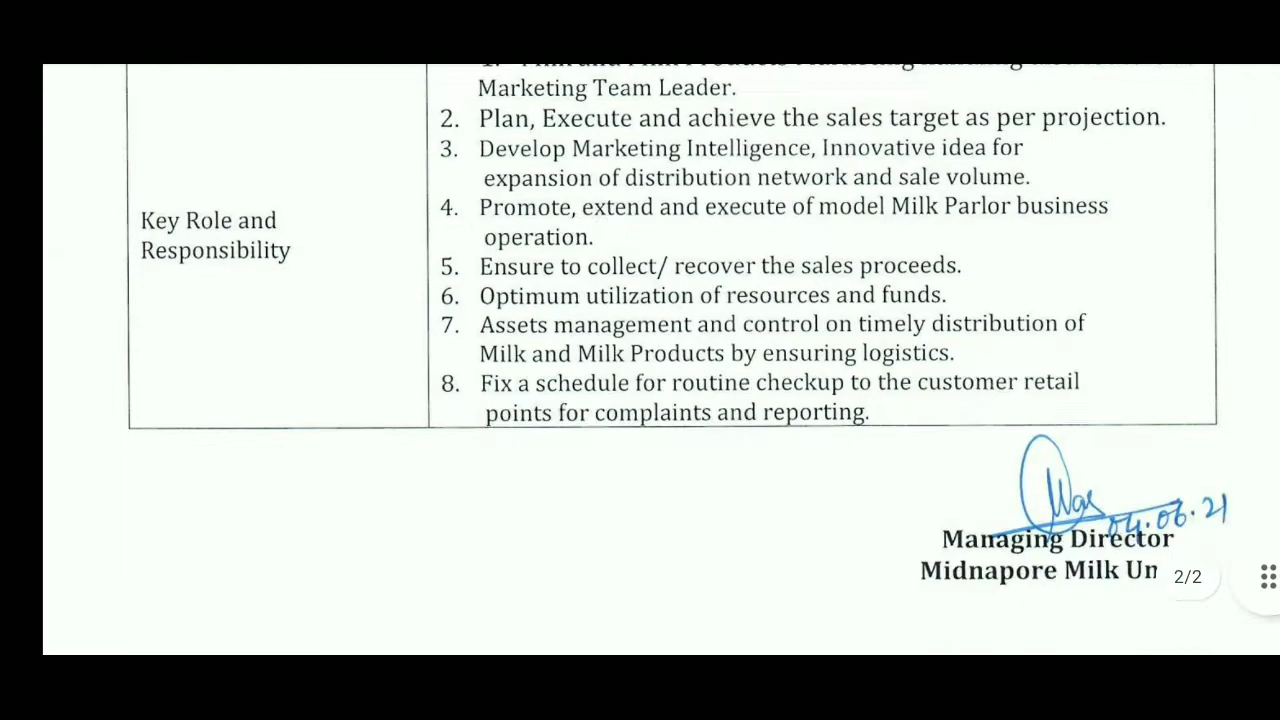 Marketing Team Leader.
2. Plan, Execute and achieve the sales target as per projection.
3. Develop Marketing Intelligence, Innovative idea for
expansion of distribution network and sale volume.
Key Role and
Responsibility
4. Promote, extend and execute of model Milk Parlor business
operation.
5. Ensure to collect/ recover the sales proceeds.
6. Optimum utilization of resources and funds.
7. Assets management and control on timely distribution of
Milk and Milk Products by ensuring logistics.
8. Fix a schedule for routine checkup to the customer retail
points for complaints and reporting.
04.06.21
Managing Director
Midnapore Milk Un
2/2